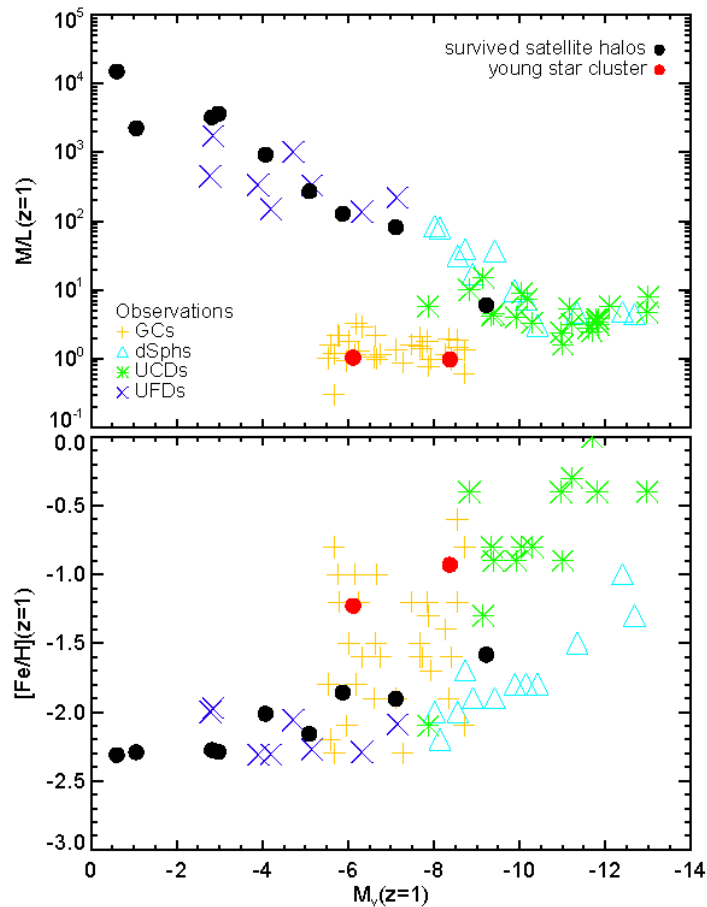 10^5
survived satellite halos
young star cluster
10^4
10^3
10^2
10^1
10^0
10^-1
M/L(z=1)
Observations
GCs
dSphs
UCDs
UFDs
0.0
-0.5
-1.0
-1.5
-2.0
-2.5
-3.0
[Fe/H](z=1)
0 -2 -4 -6 -8 -10 -12 -14
M_v(z=1)